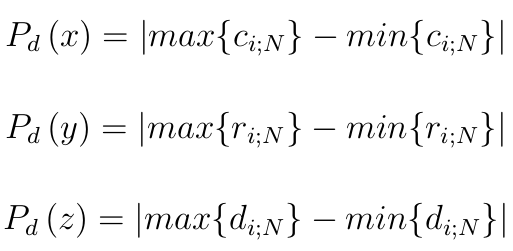 P_d (x) = |max{c_{i;N}} − min{c_{i;N}}|
P_d (y) = |max{r_{i;N}} − min{r_{i;N}}|
P_d (z) = |max{d_{i;N}} − min{d_{i;N}}|